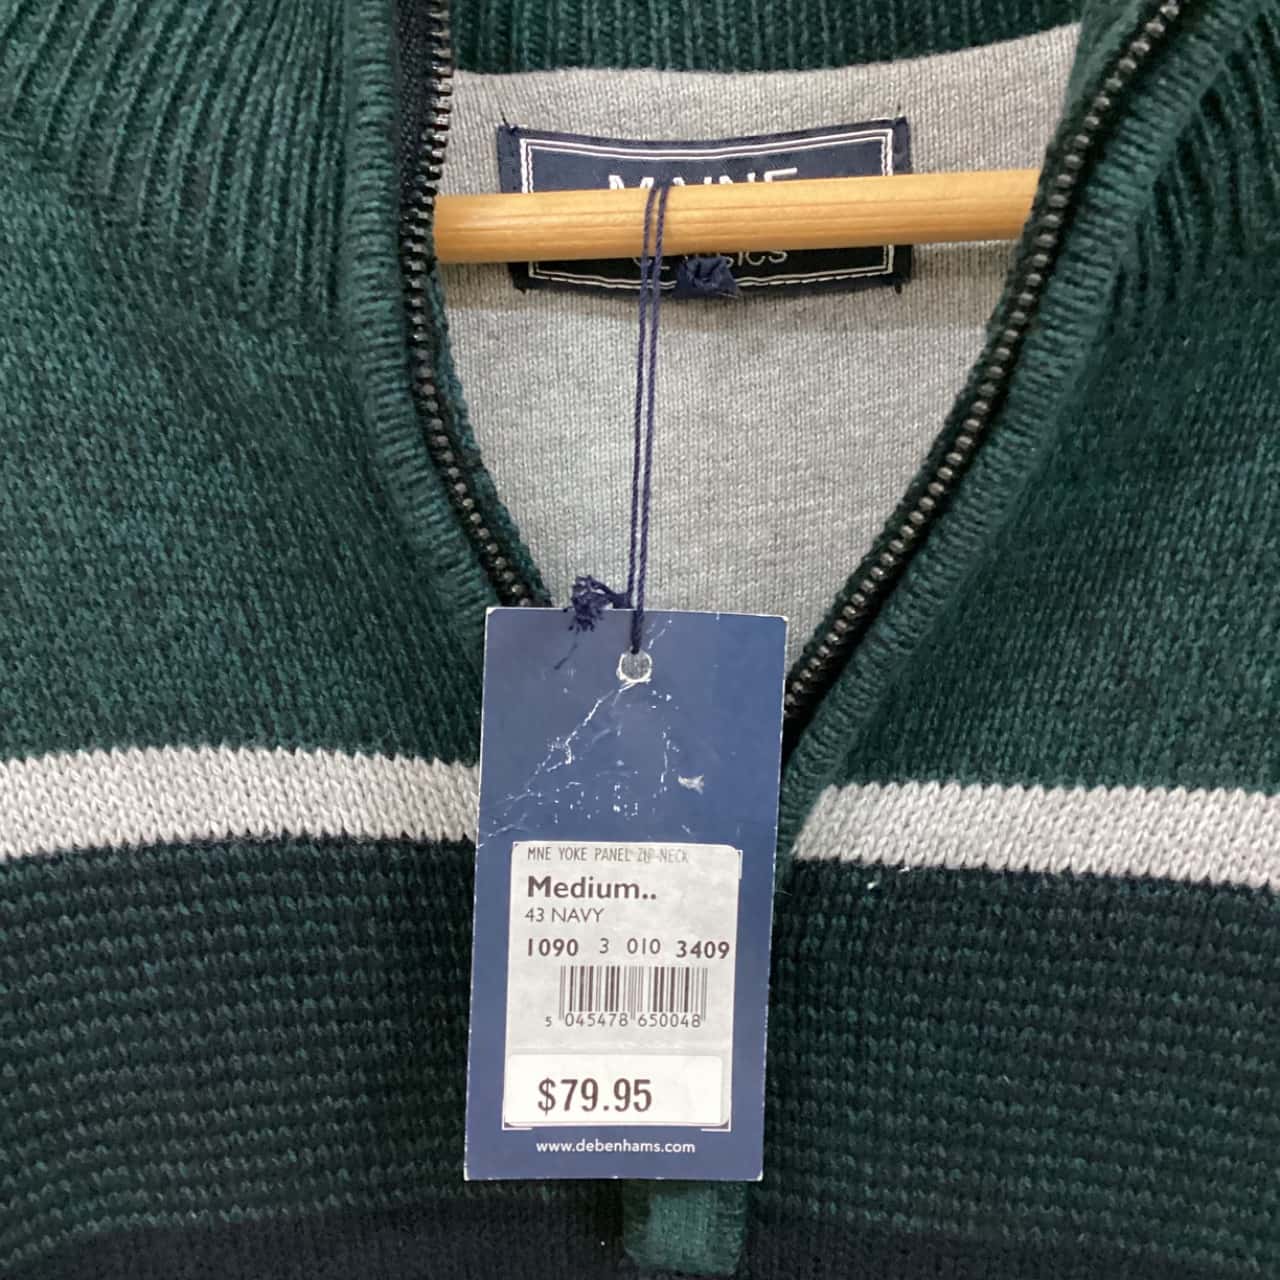 MNE YOKE PANEL ZIP-NECK
Medium..
43 NAVY
1090 3 010 3409
5 045478 650048
$79.95
www.debenhams.com